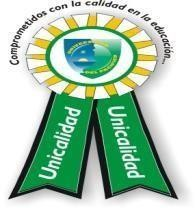 Comprometidos con la calidad en la educación...
Unicalidad
Unicalidad